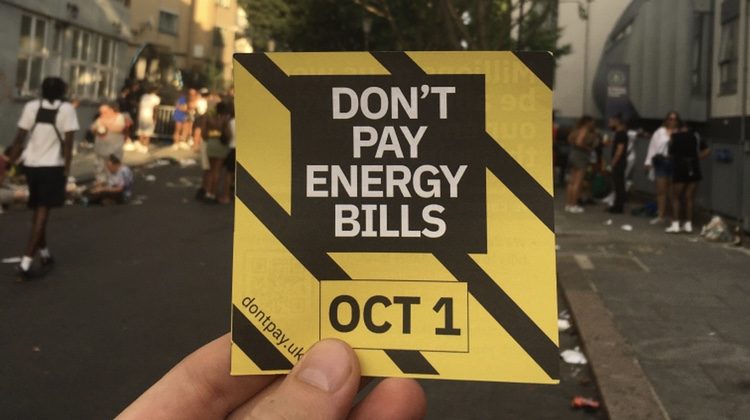 DON'T
PAY
ENERGY
BILLS
OCT 1
dontpay.uk